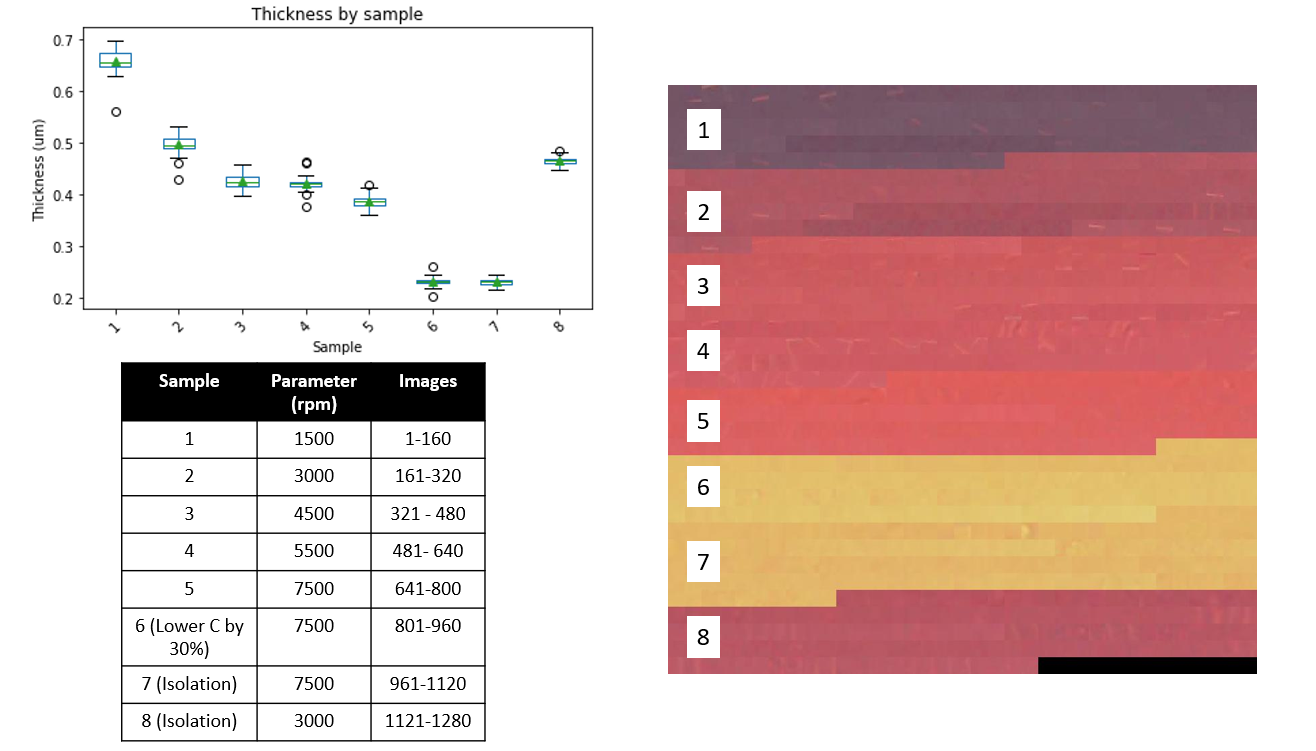 Thickness by sample
Thickness (um)
0.7
0.6
0.5
0.4
0.3
0.2
1
2
3
4
5
6
7
8
Sample
Sample Parameter (rpm) Images
1 1500 1-160
2 3000 161-320
3 4500 321 - 480
4 5500 481- 640
5 7500 641-800
6 (Lower C by 30%) 7500 801-960
7 (Isolation) 7500 961-1120
8 (Isolation) 3000 1121-1280
1
2
3
4
5
6
7
8